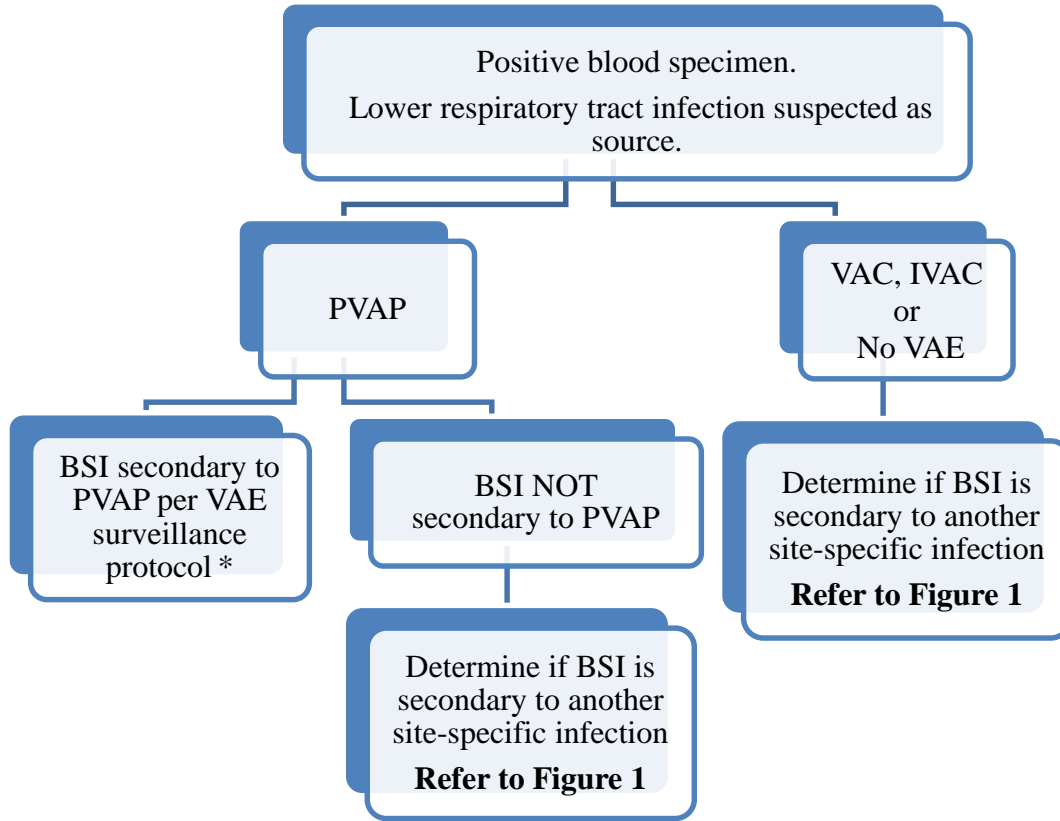 Positive blood specimen.
Lower respiratory tract infection suspected as
source.
PVAP
VAC, IVAC
or
No VAE
BSI secondary to
PVAP per VAE
surveillance
protocol *
BSI NOT
secondary to PVAP
Determine if BSI is
secondary to another
site-specific infection
Refer to Figure 1
Determine if BSI is
secondary to another
site-specific infection
Refer to Figure 1